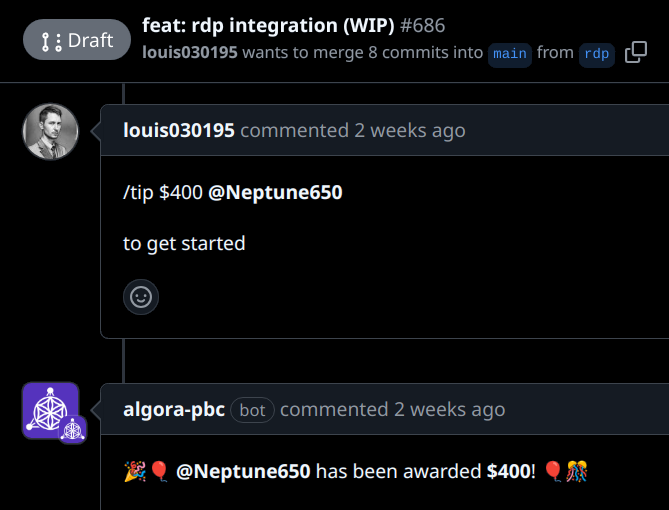 Draft
feat: rdp integration (WIP) #686
louis030195 wants to merge 8 commits into main from rdp
louis030195 commented 2 weeks ago
/tip $400 @Neptune650
to get started
algora-pbc bot commented 2 weeks ago
🎉🎈 @Neptune650 has been awarded $400! 🎈🎊